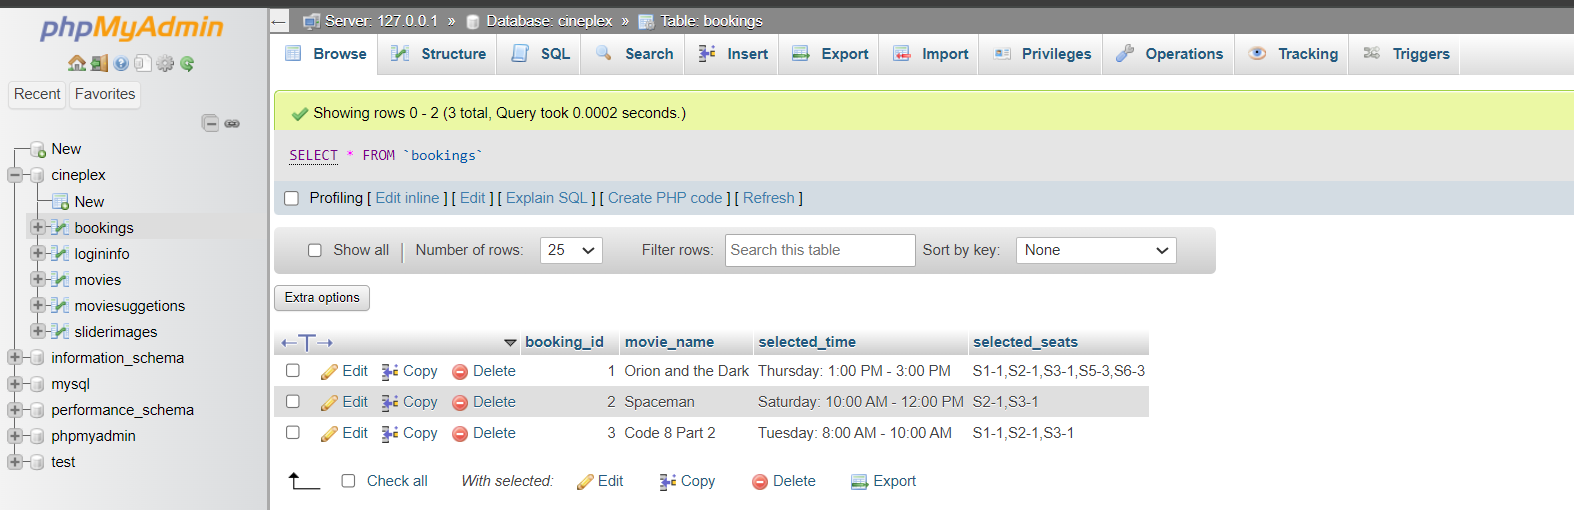 phpMyAdmin
Recent Favorites
New
cineplex
New
bookings
logininfo
movies
moviesuggetions
sliderimages
information_schema
mysql
performance_schema
phpmyadmin
test
Server: 127.0.0.1 » Database: cineplex » Table: bookings
Browse Structure SQL Search Insert Export Import Privileges Operations Tracking Triggers
Showing rows 0 - 2 (3 total, Query took 0.0002 seconds.)
SELECT * FROM `bookings`
Profiling [ Edit inline ] [ Edit ] [ Explain SQL ] [ Create PHP code ] [ Refresh ]
Show all Number of rows: 25 Filter rows: Search this table Sort by key: None
Extra options
booking_id movie_name selected_time selected_seats
Edit Copy Delete 1 Orion and the Dark Thursday: 1:00 PM - 3:00 PM S1-1,S2-1,S3-1,S5-3,S6-3
Edit Copy Delete 2 Spaceman Saturday: 10:00 AM - 12:00 PM S2-1,S3-1
Edit Copy Delete 3 Code 8 Part 2 Tuesday: 8:00 AM - 10:00 AM S1-1,S2-1,S3-1
Check all With selected: Edit Copy Delete Export